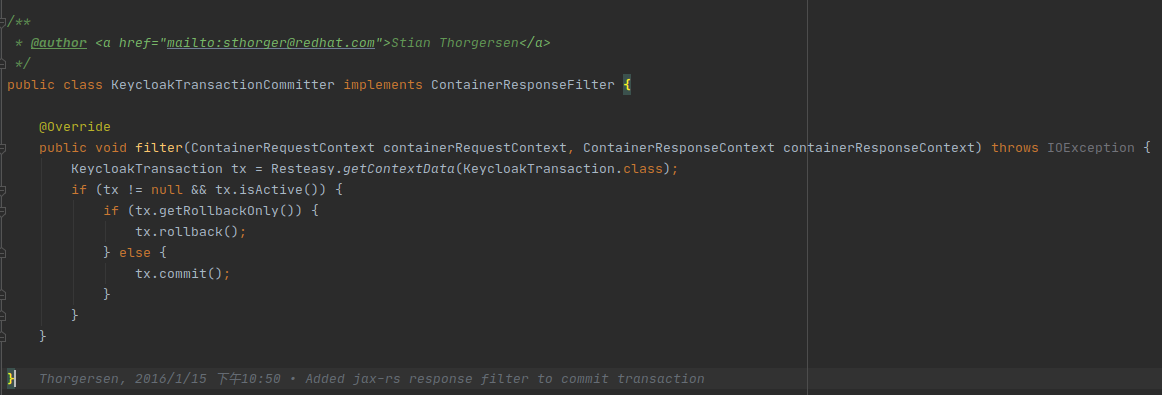 /**
 * @author <a href="mailto:sthorger@redhat.com">Stian Thorgersen</a>
 */
public class KeycloakTransactionCommitter implements ContainerResponseFilter {
    @Override
    public void filter(ContainerRequestContext containerRequestContext, ContainerResponseContext containerResponseContext) throws IOException {
        KeycloakTransaction tx = Resteasy.getContextData(KeycloakTransaction.class);
        if (tx != null && tx.isActive()) {
            if (tx.getRollbackOnly()) {
                tx.rollback();
            } else {
                tx.commit();
            }
        }
    }
}   Thorgersen, 2016/1/15 下午10:50 • Added jax-rs response filter to commit transaction